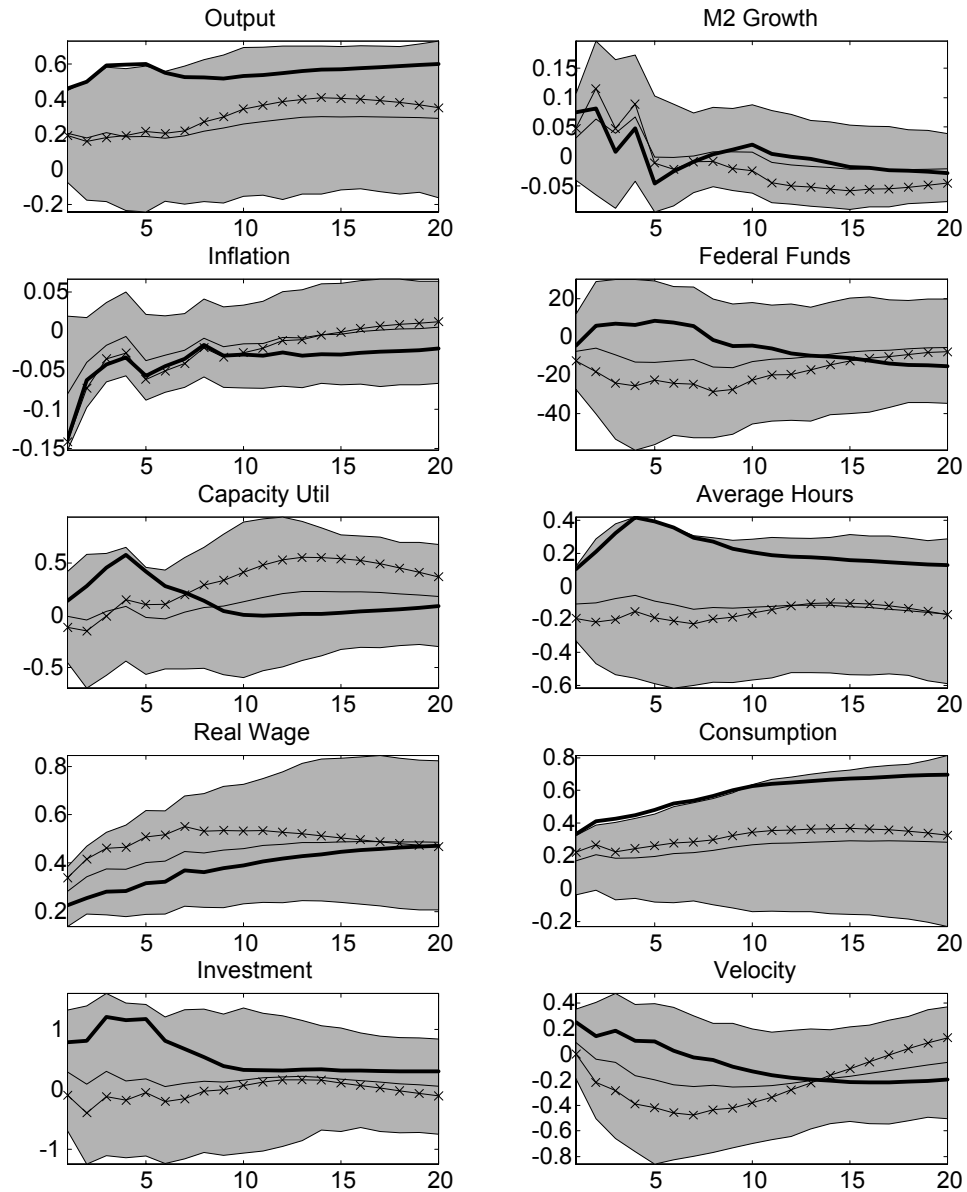 Output
0.6
0.4
0.2
0
-0.2
5 10 15 20
M2 Growth
0.15
0.1
0.05
0
-0.05
5 10 15 20
Inflation
0.05
0
-0.05
-0.1
-0.15
5 10 15 20
Federal Funds
20
0
-20
-40
5 10 15 20
Capacity Util
0.5
0
-0.5
5 10 15 20
Average Hours
0.4
0.2
0
-0.2
-0.4
-0.6
5 10 15 20
Real Wage
0.8
0.6
0.4
0.2
5 10 15 20
Consumption
0.8
0.6
0.4
0.2
0
-0.2
5 10 15 20
Investment
1
0
-1
5 10 15 20
Velocity
0.4
0.2
0
-0.2
-0.4
-0.6
-0.8
5 10 15 20